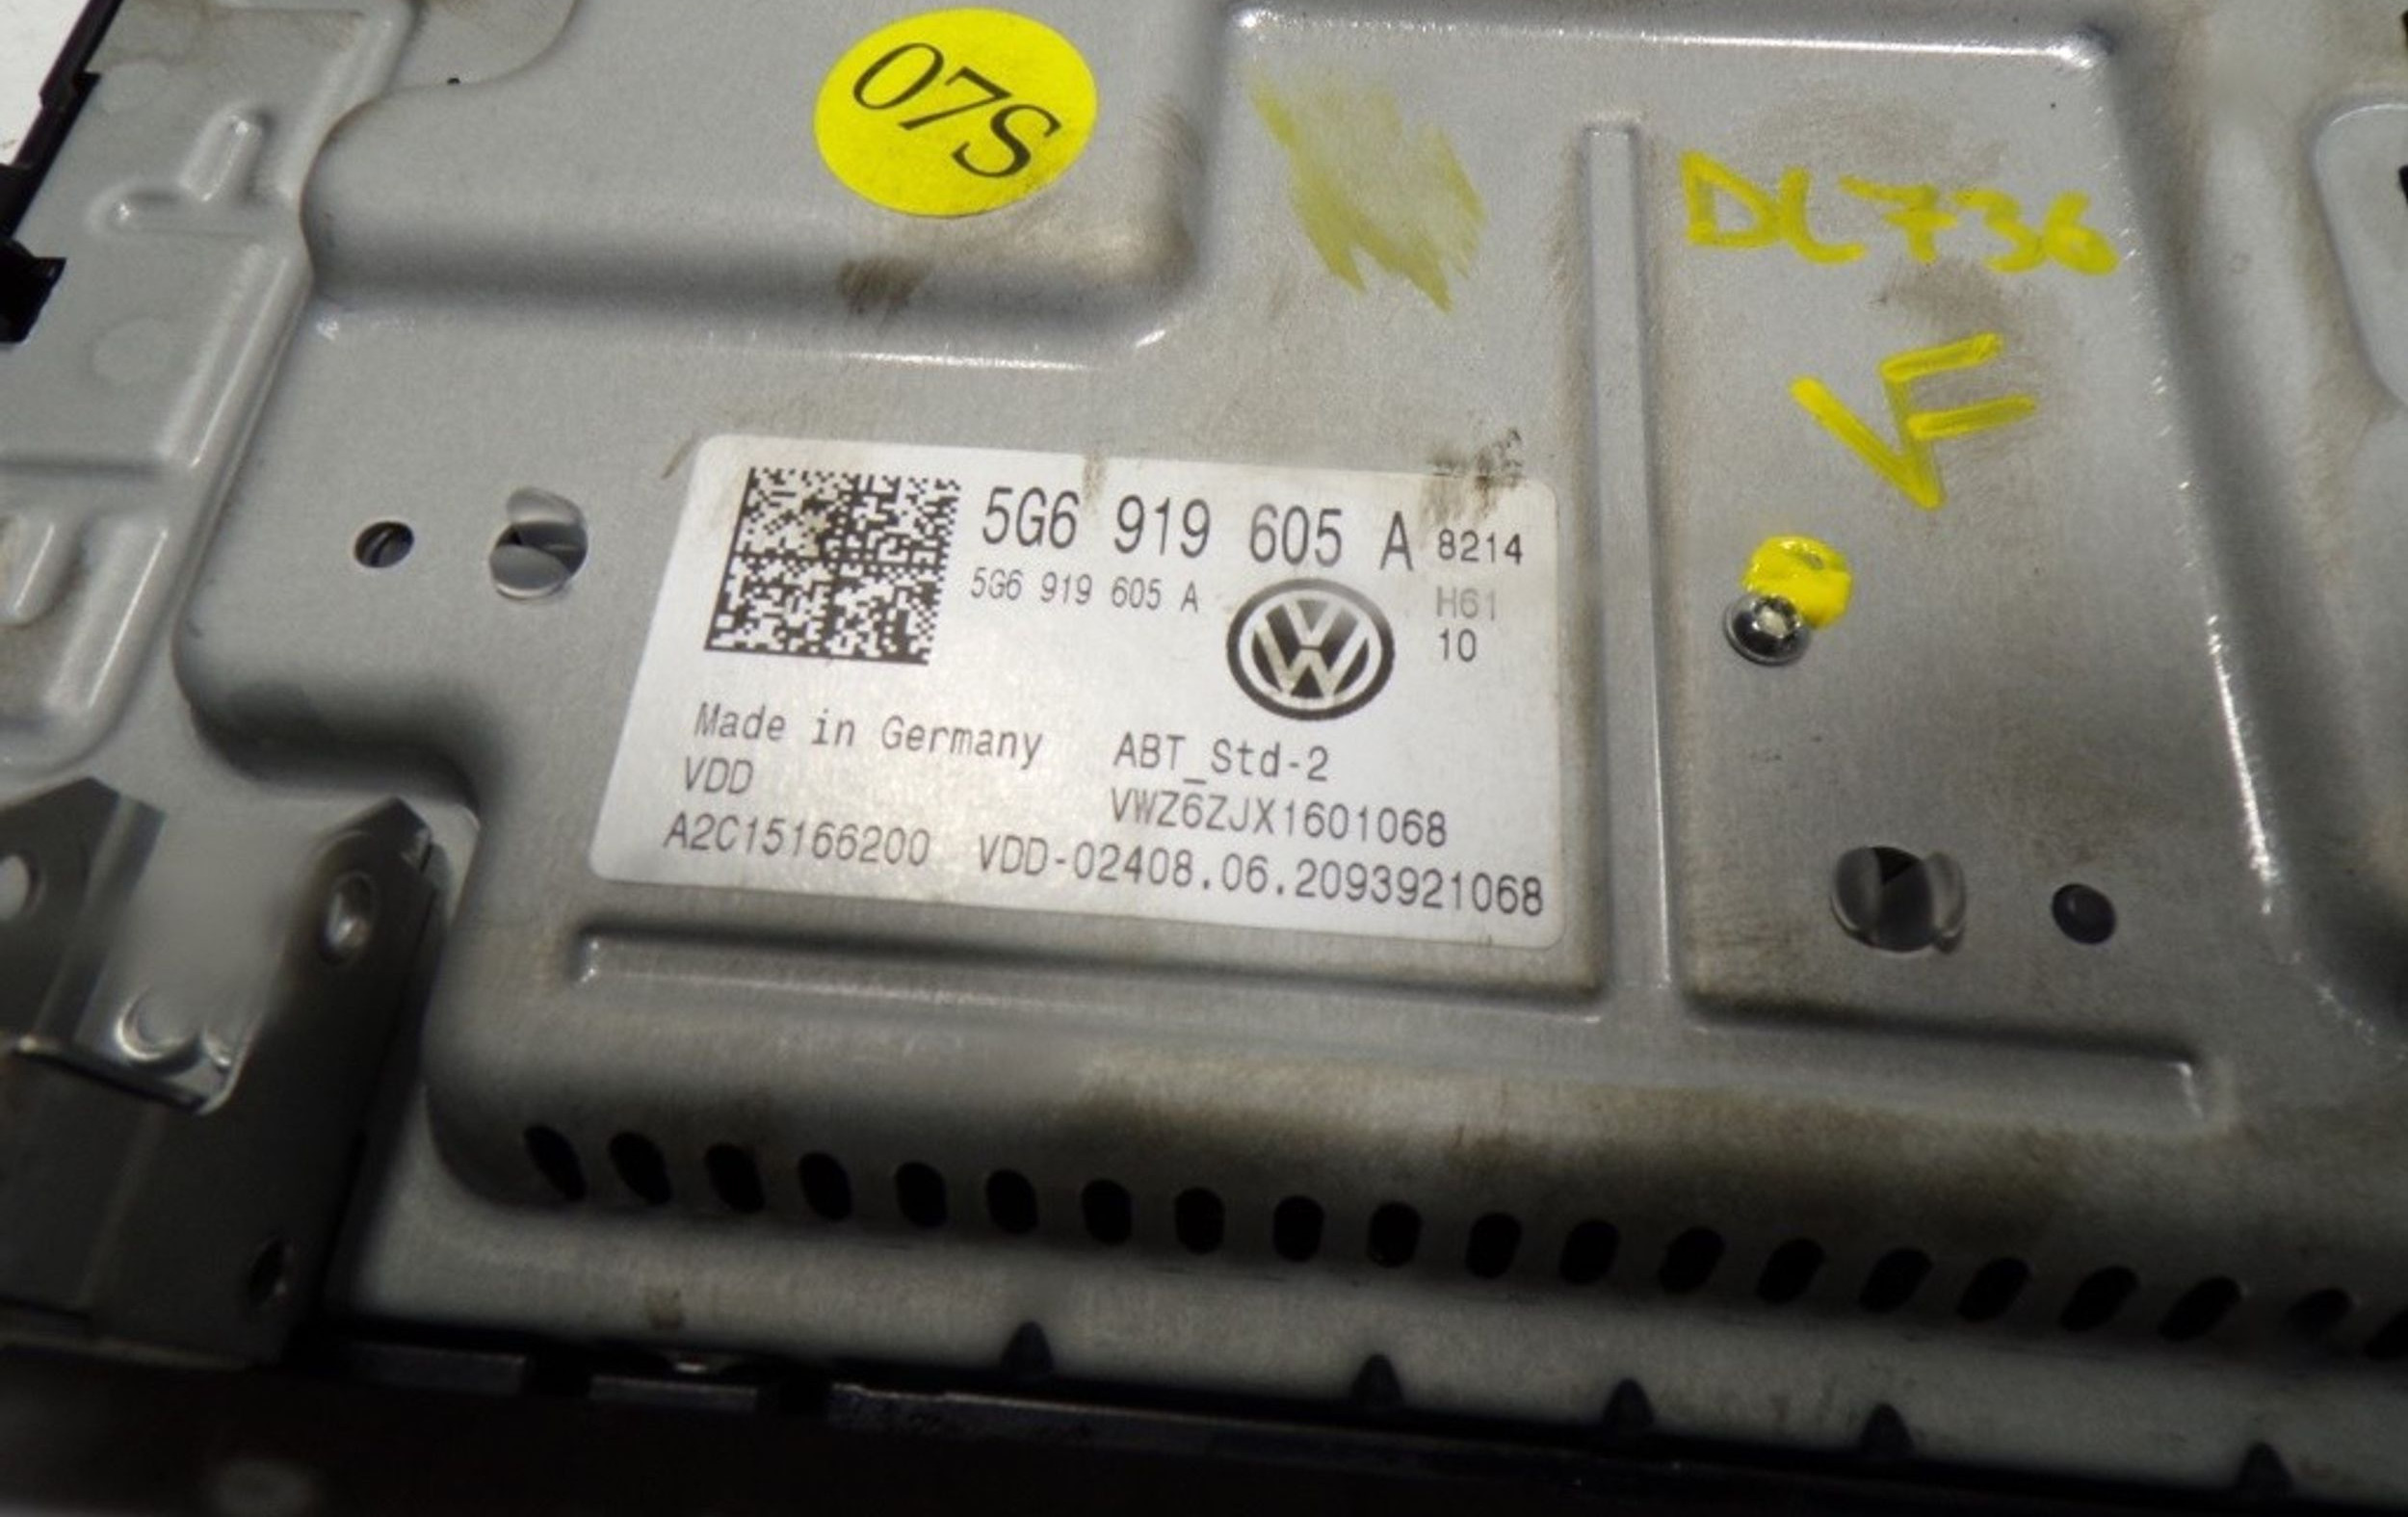 07S
DC736
VF
5G6 919 605 A 8214
5G6 919 605 A H61
10
Made in Germany ABT_Std-2
VDD VWZ6ZJX1601068
A2C15166200 VDD-02408.06.2093921068